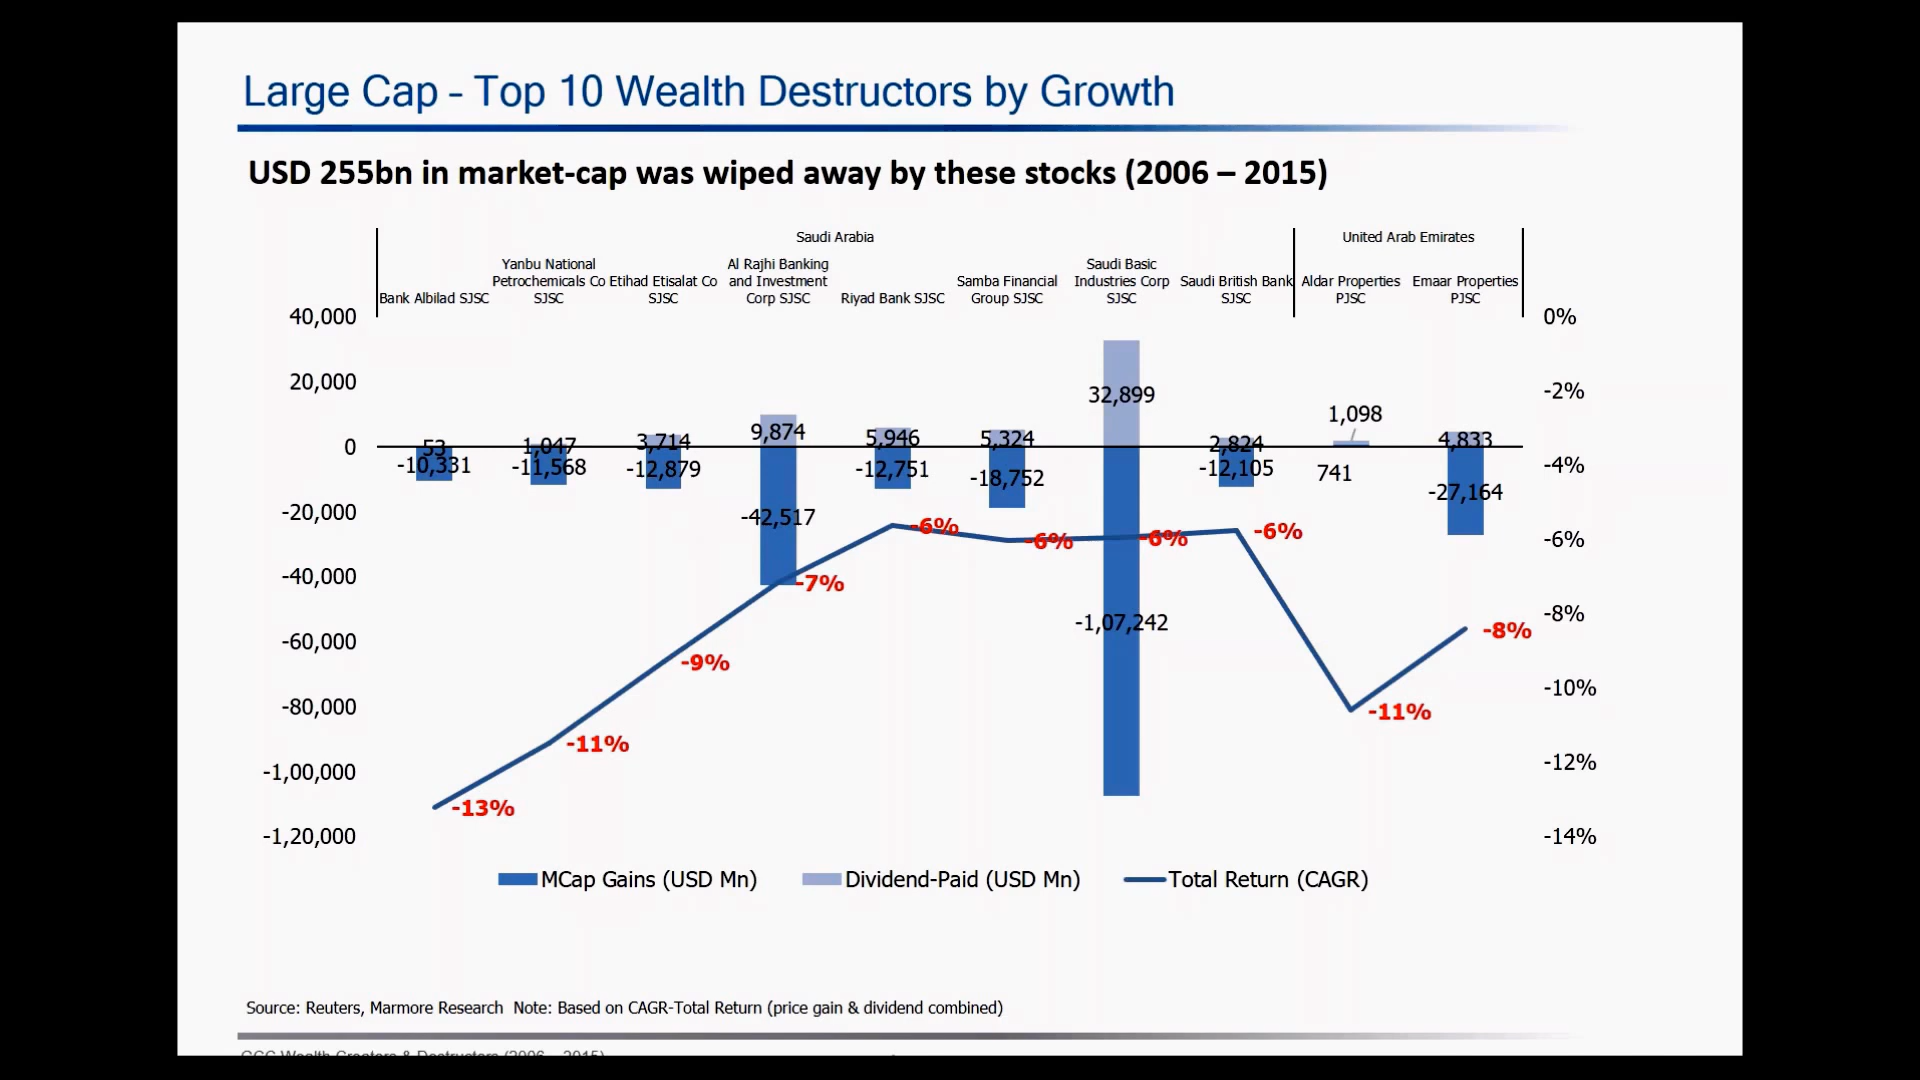 Large Cap – Top 10 Wealth Destructors by Growth
USD 255bn in market-cap was wiped away by these stocks (2006 – 2015)
Saudi Arabia
United Arab Emirates
Bank Albilad SJSC
Yanbu National
Petrochemicals Co
SJSC
Etihad Etisalat Co
SJSC
Al Rajhi Banking
and Investment
Corp SJSC
Riyad Bank SJSC
Samba Financial
Group SJSC
Saudi Basic
Industries Corp
SJSC
Saudi British Bank
SJSC
Aldar Properties
PJSC
Emaar Properties
PJSC
40,000
20,000
0
-20,000
-40,000
-60,000
-80,000
-1,00,000
-1,20,000
0%
-2%
-4%
-6%
-8%
-10%
-12%
-14%
53
1,047
3,714
9,874
5,946
5,324
32,899
2,824
1,098
4,833
-10,331
-11,568
-12,879
-42,517
-12,751
-18,752
-1,07,242
-12,105
741
-27,164
-13%
-11%
-9%
-7%
-6%
-6%
-6%
-6%
-11%
-8%
MCap Gains (USD Mn)
Dividend-Paid (USD Mn)
Total Return (CAGR)
Source: Reuters, Marmore Research  Note: Based on CAGR-Total Return (price gain & dividend combined)
GCC Wealth Creators & Destructors (2006 – 2015)